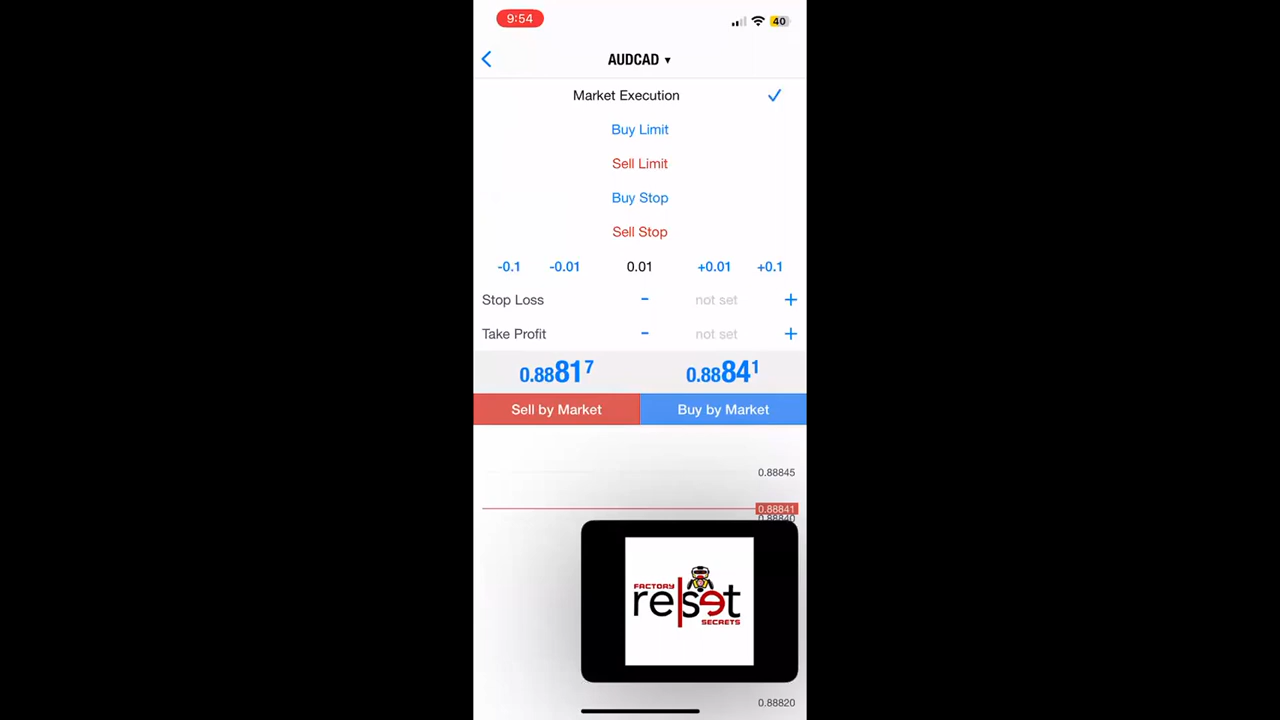 9:54
40
AUDCAD ▾
Market Execution
Buy Limit
Sell Limit
Buy Stop
Sell Stop
-0.1 -0.01 0.01 +0.01 +0.1
Stop Loss - not set +
Take Profit - not set +
0.88817 0.88841
Sell by Market Buy by Market
0.88845
0.88841
0.88840
FACTORY
reset
SECRETS
0.88820